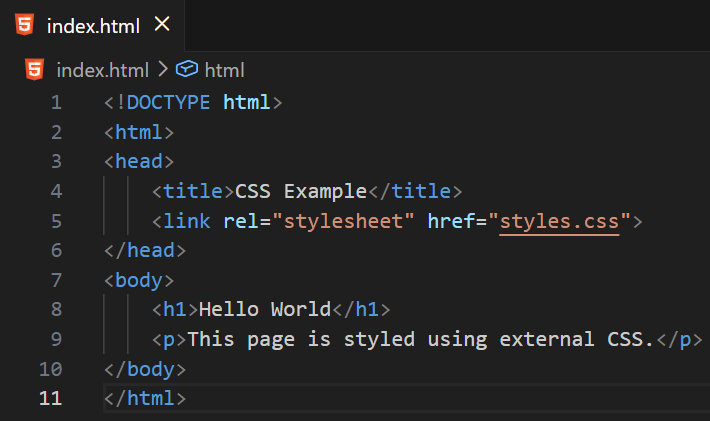 index.html ×
index.html > html
1 <!DOCTYPE html>
2 <html>
3 <head>
4     <title>CSS Example</title>
5     <link rel="stylesheet" href="styles.css">
6 </head>
7 <body>
8     <h1>Hello World</h1>
9     <p>This page is styled using external CSS.</p>
10 </body>
11 </html>